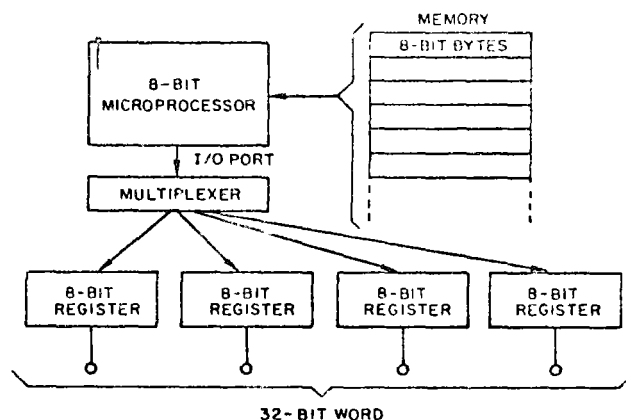 MEMORY
8-BIT BYTES
8-BIT
MICROPROCESSOR
I/O PORT
MULTIPLEXER
8-BIT
REGISTER
8-BIT
REGISTER
8-BIT
REGISTER
8-BIT
REGISTER
32-BIT WORD